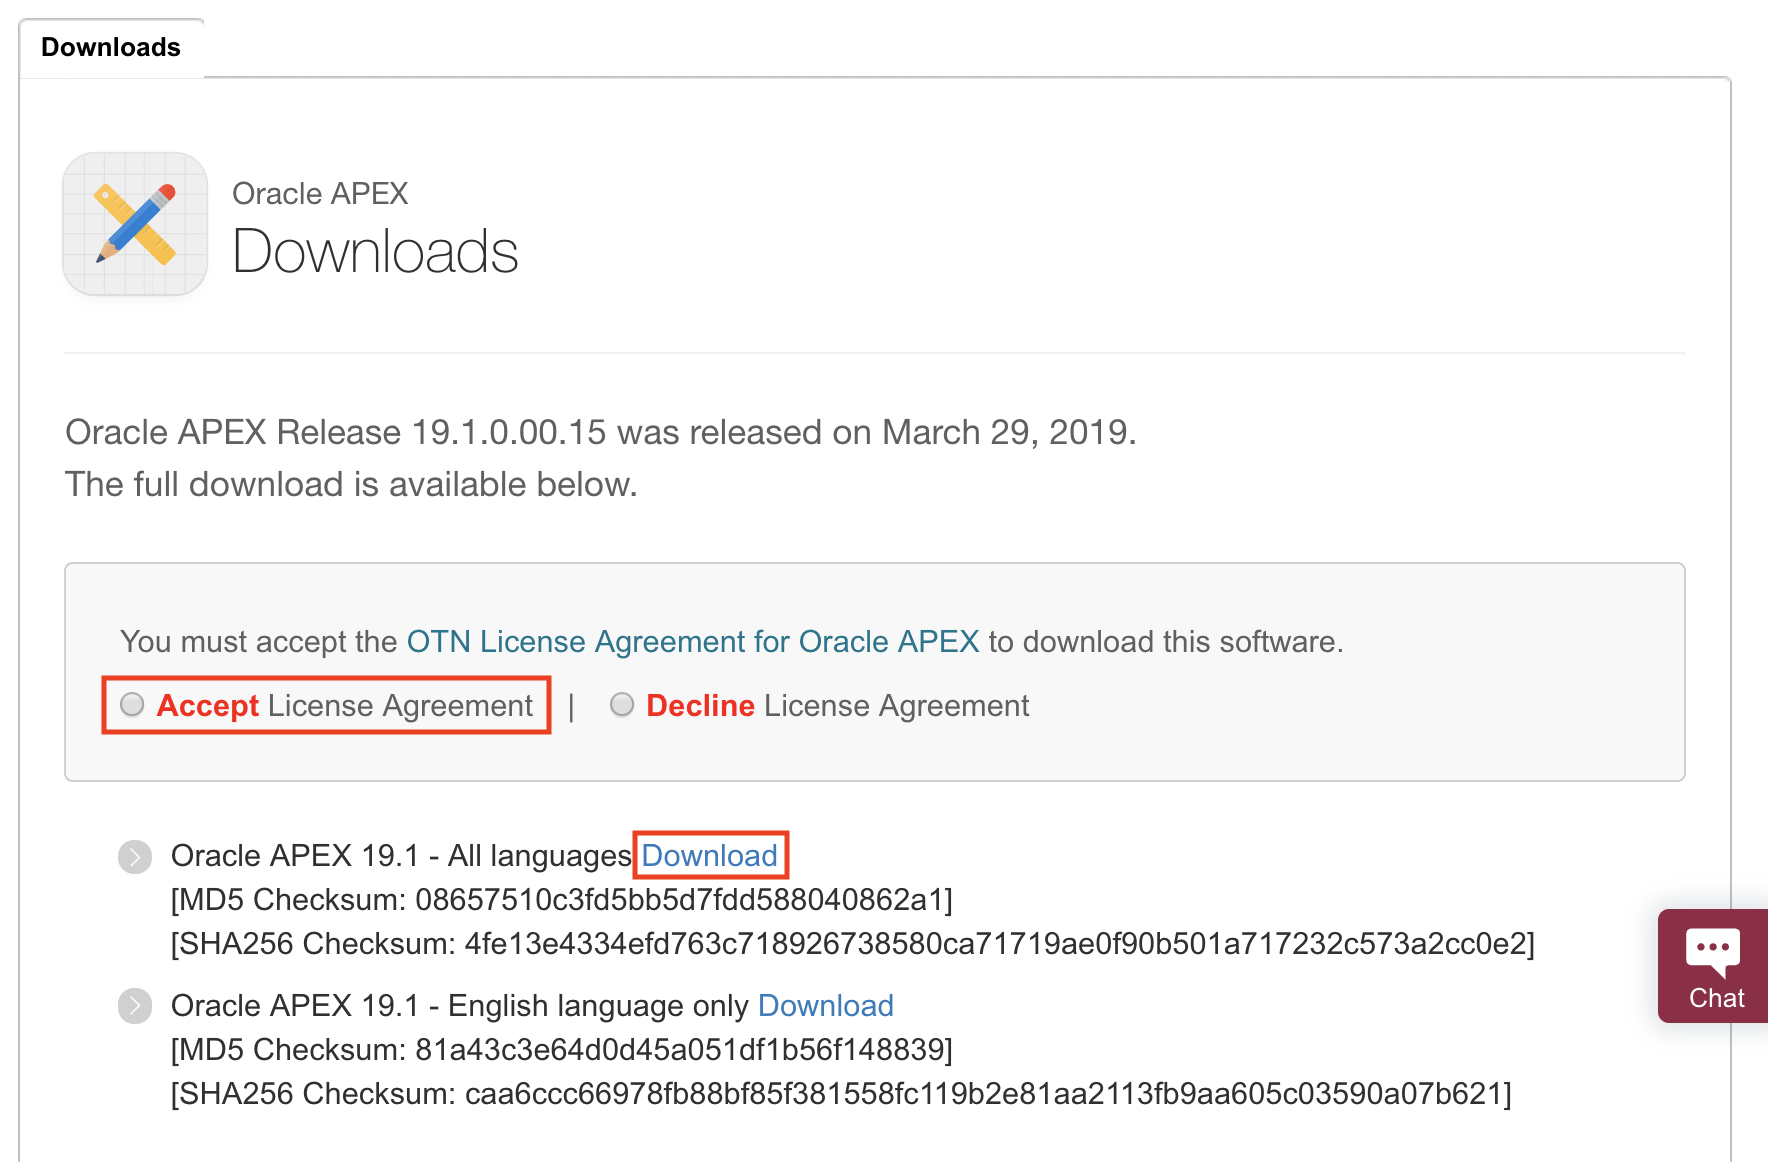 Downloads
Oracle APEX
Downloads
Oracle APEX Release 19.1.0.00.15 was released on March 29, 2019.
The full download is available below.
You must accept the OTN License Agreement for Oracle APEX to download this software.
Accept License Agreement | Decline License Agreement
Oracle APEX 19.1 - All languages Download
[MD5 Checksum: 08657510c3fd5bb5d7fdd588040862a1]
[SHA256 Checksum: 4fe13e4334efd763c718926738580ca71719ae0f90b501a717232c573a2cc0e2]
Chat
Oracle APEX 19.1 - English language only Download
[MD5 Checksum: 81a43c3e64d0d45a051df1b56f148839]
[SHA256 Checksum: caa6ccc66978fb88bf85f381558fc119b2e81aa2113fb9aa605c03590a07b621]